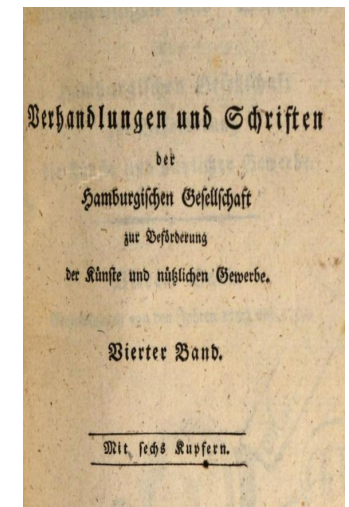 Verhandlungen und Schriften
der
Hamburgischen Gesellschaft
zur Beförderung
der Künste und nützlichen Gewerbe.
Vierter Band.
Mit sechs Kupfern.